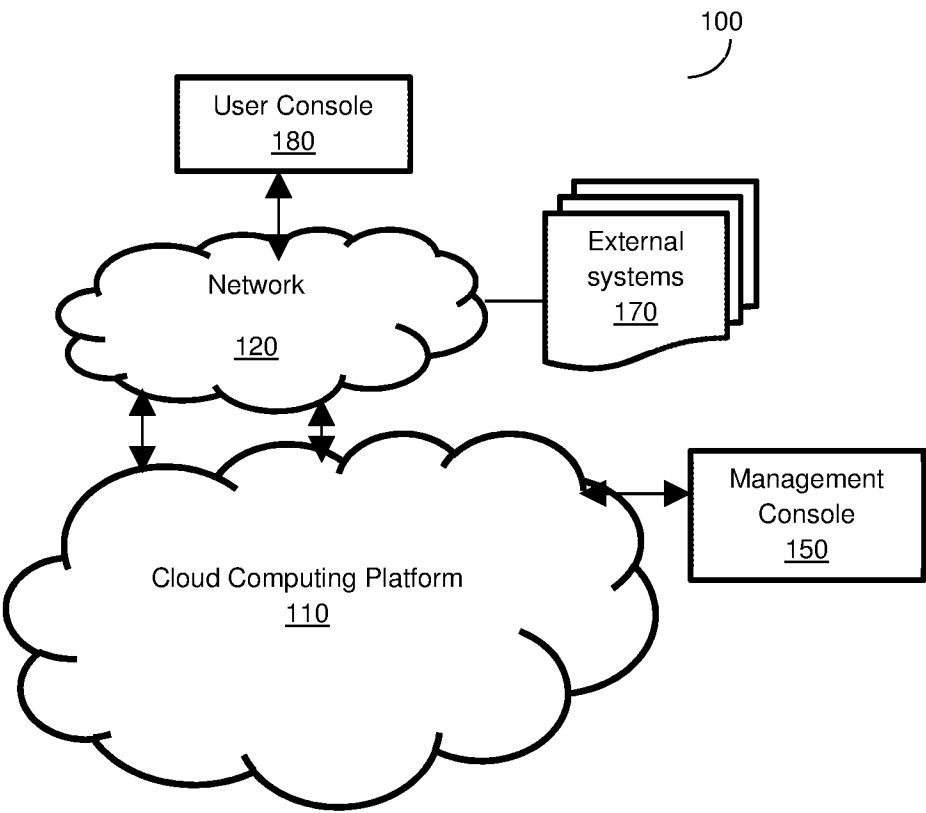 100
User Console
180
External
systems
170
Network
120
Management
Console
150
Cloud Computing Platform
110